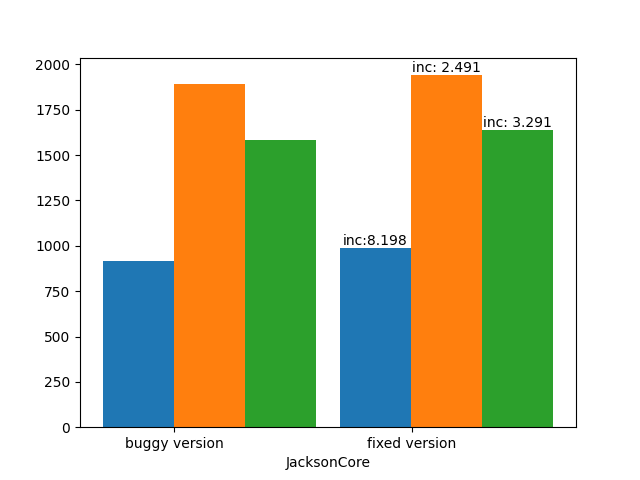 2000
1750
1500
1250
1000
750
500
250
0
inc: 2.491
inc: 3.291
inc:8.198
buggy version
fixed version
JacksonCore